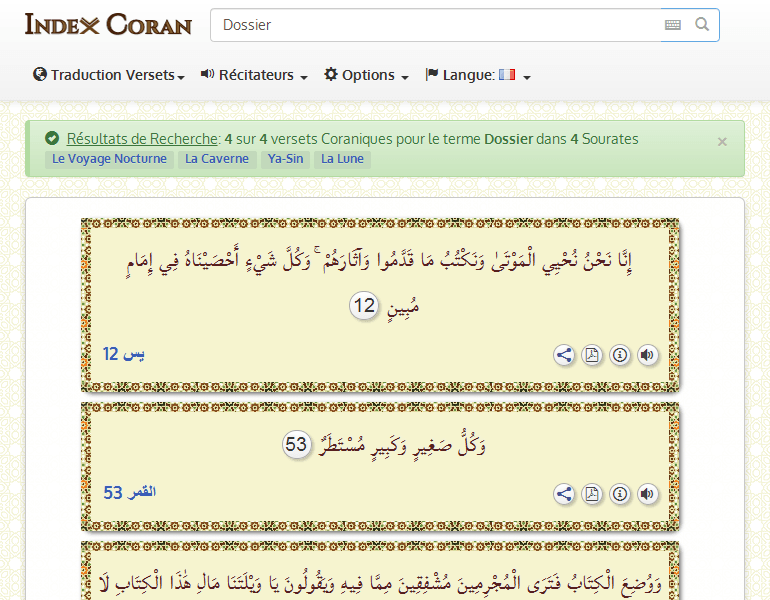 INDEX CORAN
Dossier
Traduction Versets Récitateurs Options Langue:
Résultats de Recherche: 4 sur 4 versets Coraniques pour le terme Dossier dans 4 Sourates
Le Voyage Nocturne La Caverne Ya-Sin La Lune
إِنَّا نَحْنُ نُحْيِي الْمَوْتَىٰ وَنَكْتُبُ مَا قَدَّمُوا وَآثَارَهُمْ ۚ وَكُلَّ شَيْءٍ أَحْصَيْنَاهُ فِي إِمَامٍ
مُبِينٍ 12
يس 12
وَكُلُّ صَغِيرٍ وَكَبِيرٍ مُسْتَطَرٌ 53
القمر 53
وَوُضِعَ الْكِتَابُ فَتَرَى الْمُجْرِمِينَ مُشْفِقِينَ مِمَّا فِيهِ وَيَقُولُونَ يَا وَيْلَتَنَا مَالِ هَٰذَا الْكِتَابِ لَا